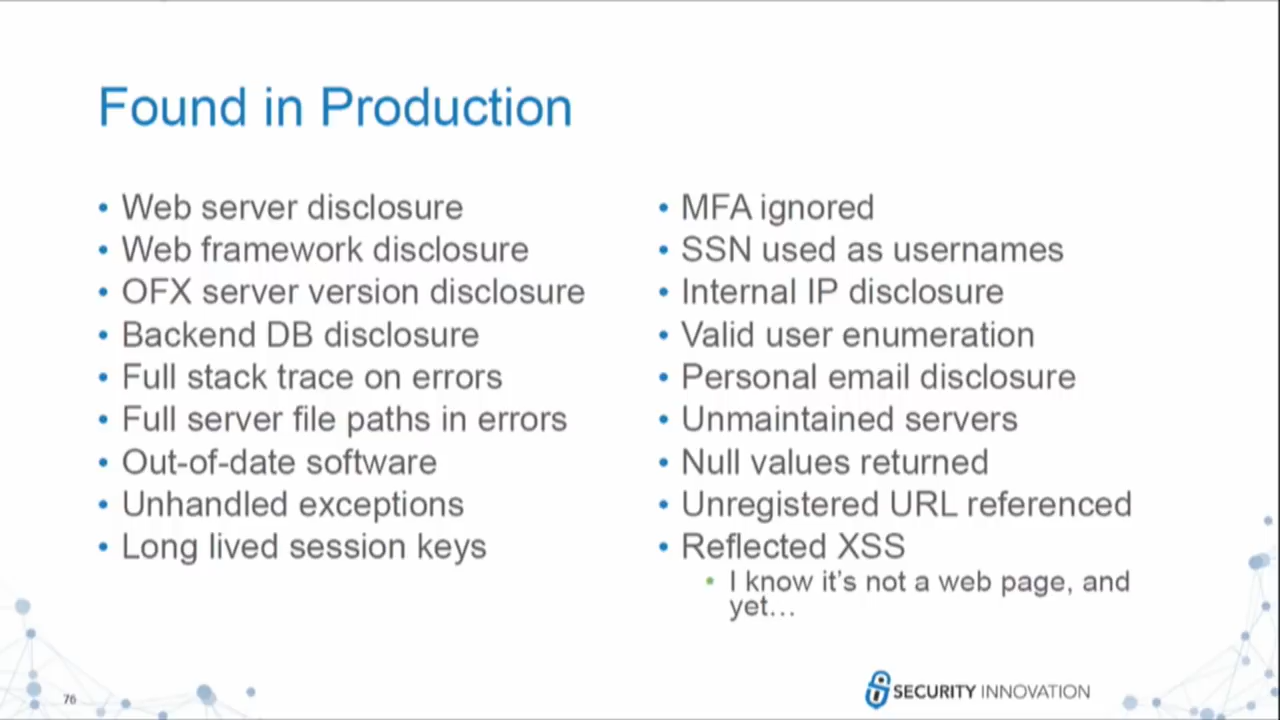 Found in Production
• Web server disclosure
• Web framework disclosure
• OFX server version disclosure
• Backend DB disclosure
• Full stack trace on errors
• Full server file paths in errors
• Out-of-date software
• Unhandled exceptions
• Long lived session keys
• MFA ignored
• SSN used as usernames
• Internal IP disclosure
• Valid user enumeration
• Personal email disclosure
• Unmaintained servers
• Null values returned
• Unregistered URL referenced
• Reflected XSS
• I know it's not a web page, and
yet…
76
SECURITY INNOVATION